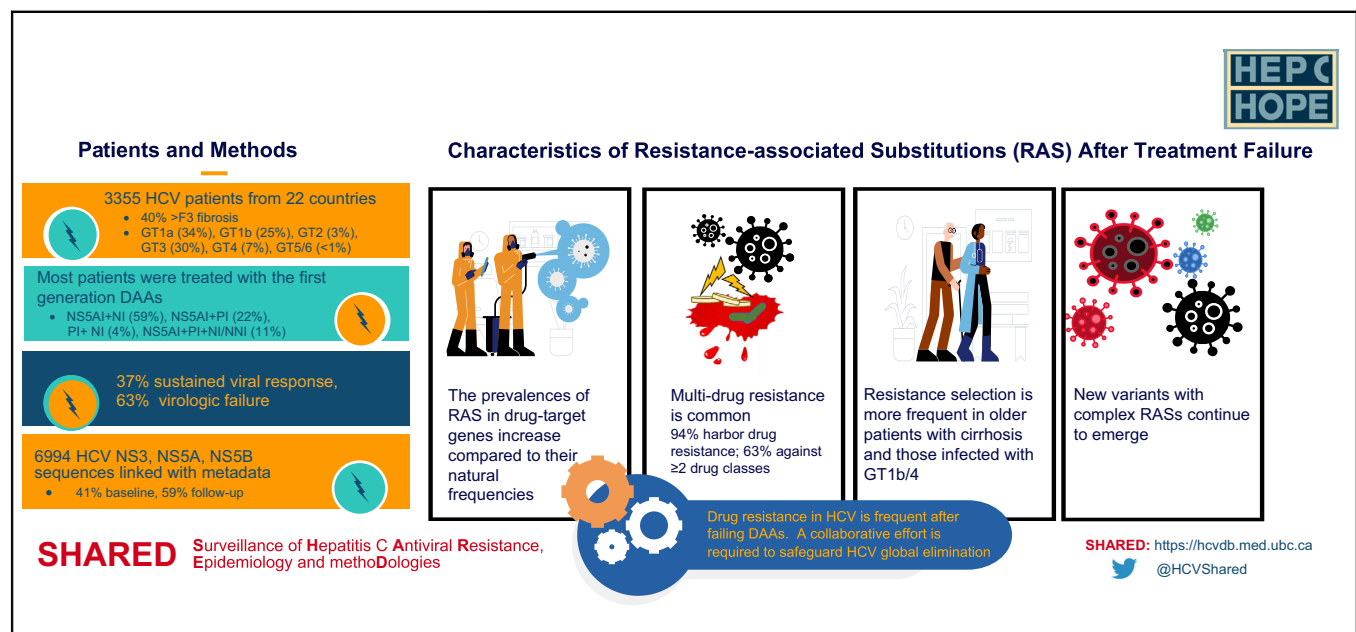 HEP C
HOPE
Patients and Methods
3355 HCV patients from 22 countries
• 40% >F3 fibrosis
• GT1a (34%), GT1b (25%), GT2 (3%),
GT3 (30%), GT4 (7%), GT5/6 (<1%)
Most patients were treated with the first
generation DAAs
• NS5AI+NI (59%), NS5AI+PI (22%),
PI+ NI (4%), NS5AI+PI+NI/NNI (11%)
37% sustained viral response,
63% virologic failure
6994 HCV NS3, NS5A, NS5B
sequences linked with metadata
• 41% baseline, 59% follow-up
Characteristics of Resistance-associated Substitutions (RAS) After Treatment Failure
The prevalences of
RAS in drug-target
genes increase
compared to their
natural
frequencies
Multi-drug resistance
is common
94% harbor drug
resistance; 63% against
≥2 drug classes
Resistance selection is
more frequent in older
patients with cirrhosis
and those infected with
GT1b/4
New variants with
complex RASs continue
to emerge
Drug resistance in HCV is frequent after
failing DAAs. A collaborative effort is
required to safeguard HCV global elimination
SHARED
Surveillance of Hepatitis C Antiviral Resistance,
Epidemiology and methoDologies
SHARED: https://hcvdb.med.ubc.ca
@HCVShared